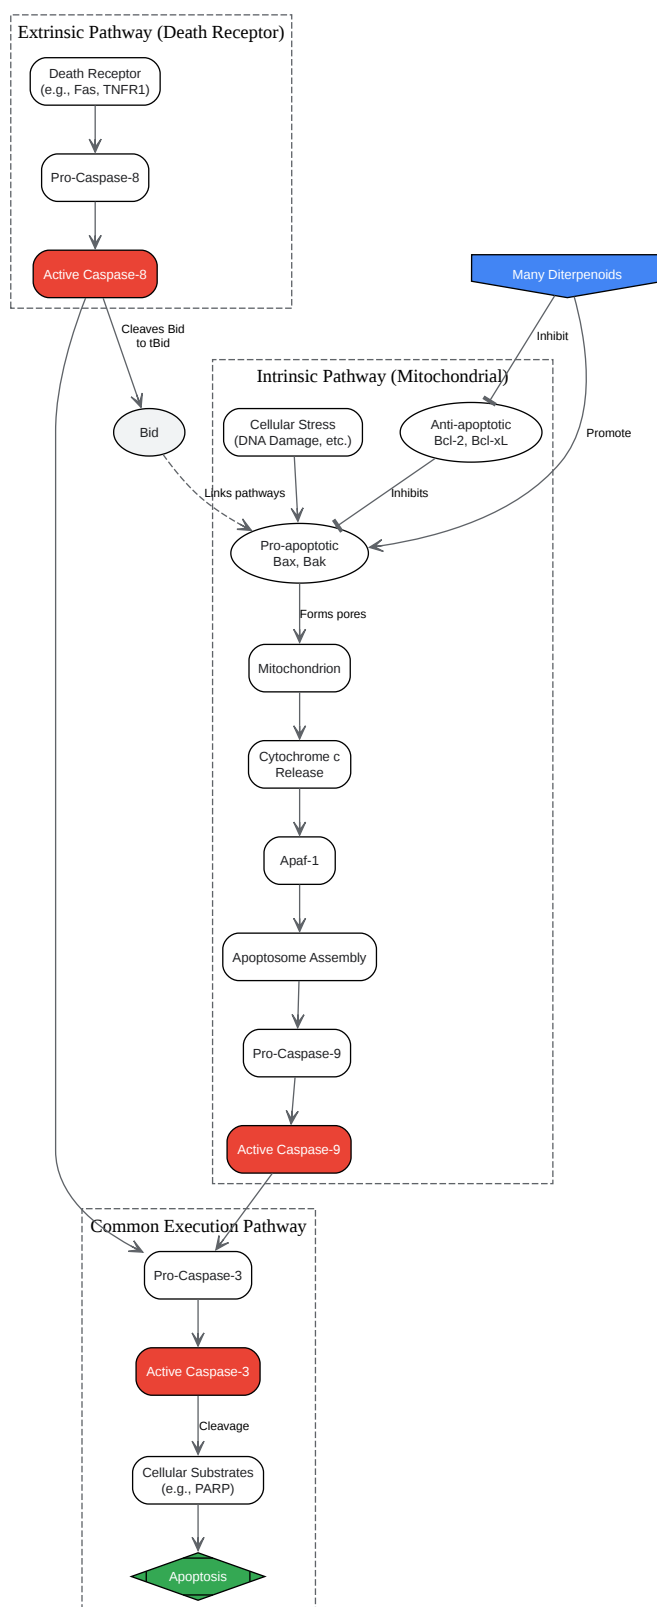 Extrinsic Pathway (Death Receptor)
Death Receptor
(e.g., Fas, TNFR1)
Pro-Caspase-8
Active Caspase-8
Many Diterpenoids
Cleaves Bid
to tBid
Inhibit
Intrinsic Pathway (Mitochondrial)
Cellular Stress
(DNA Damage, etc.)
Anti-apoptotic
Bcl-2, Bcl-xL
Bid
Promote
Links pathways
Inhibits
Pro-apoptotic
Bax, Bak
Forms pores
Mitochondrion
Cytochrome c
Release
Apaf-1
Apoptosome Assembly
Pro-Caspase-9
Active Caspase-9
Common Execution Pathway
Pro-Caspase-3
Active Caspase-3
Cleavage
Cellular Substrates
(e.g., PARP)
Apoptosis